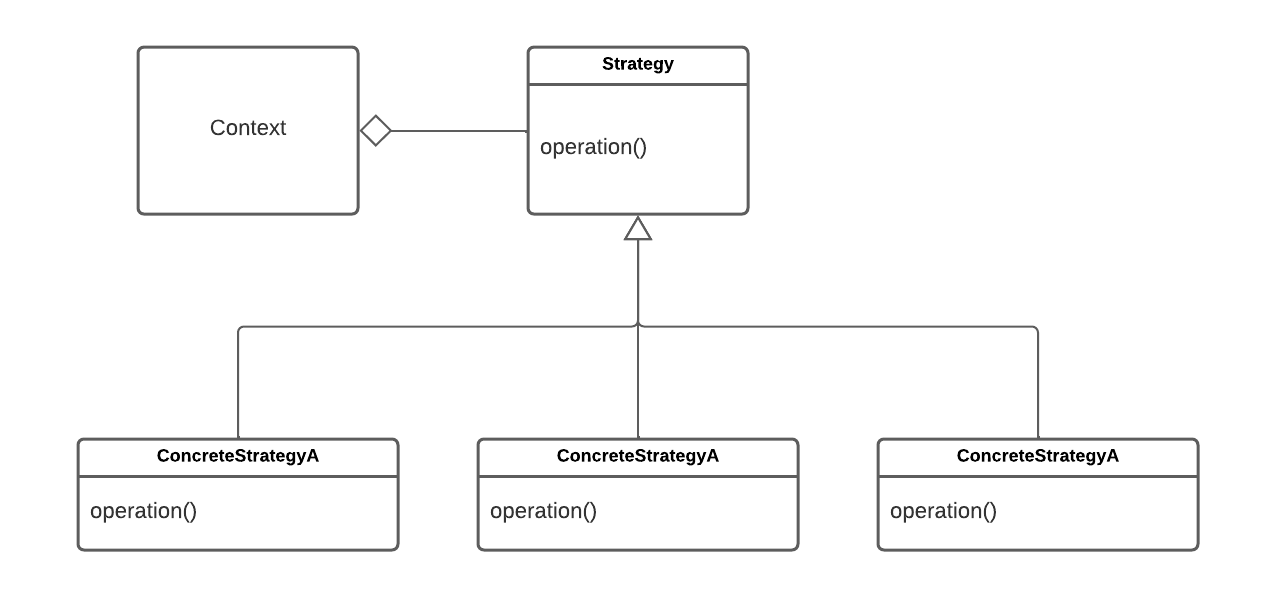 Context
Strategy
operation()
ConcreteStrategyA
operation()
ConcreteStrategyA
operation()
ConcreteStrategyA
operation()